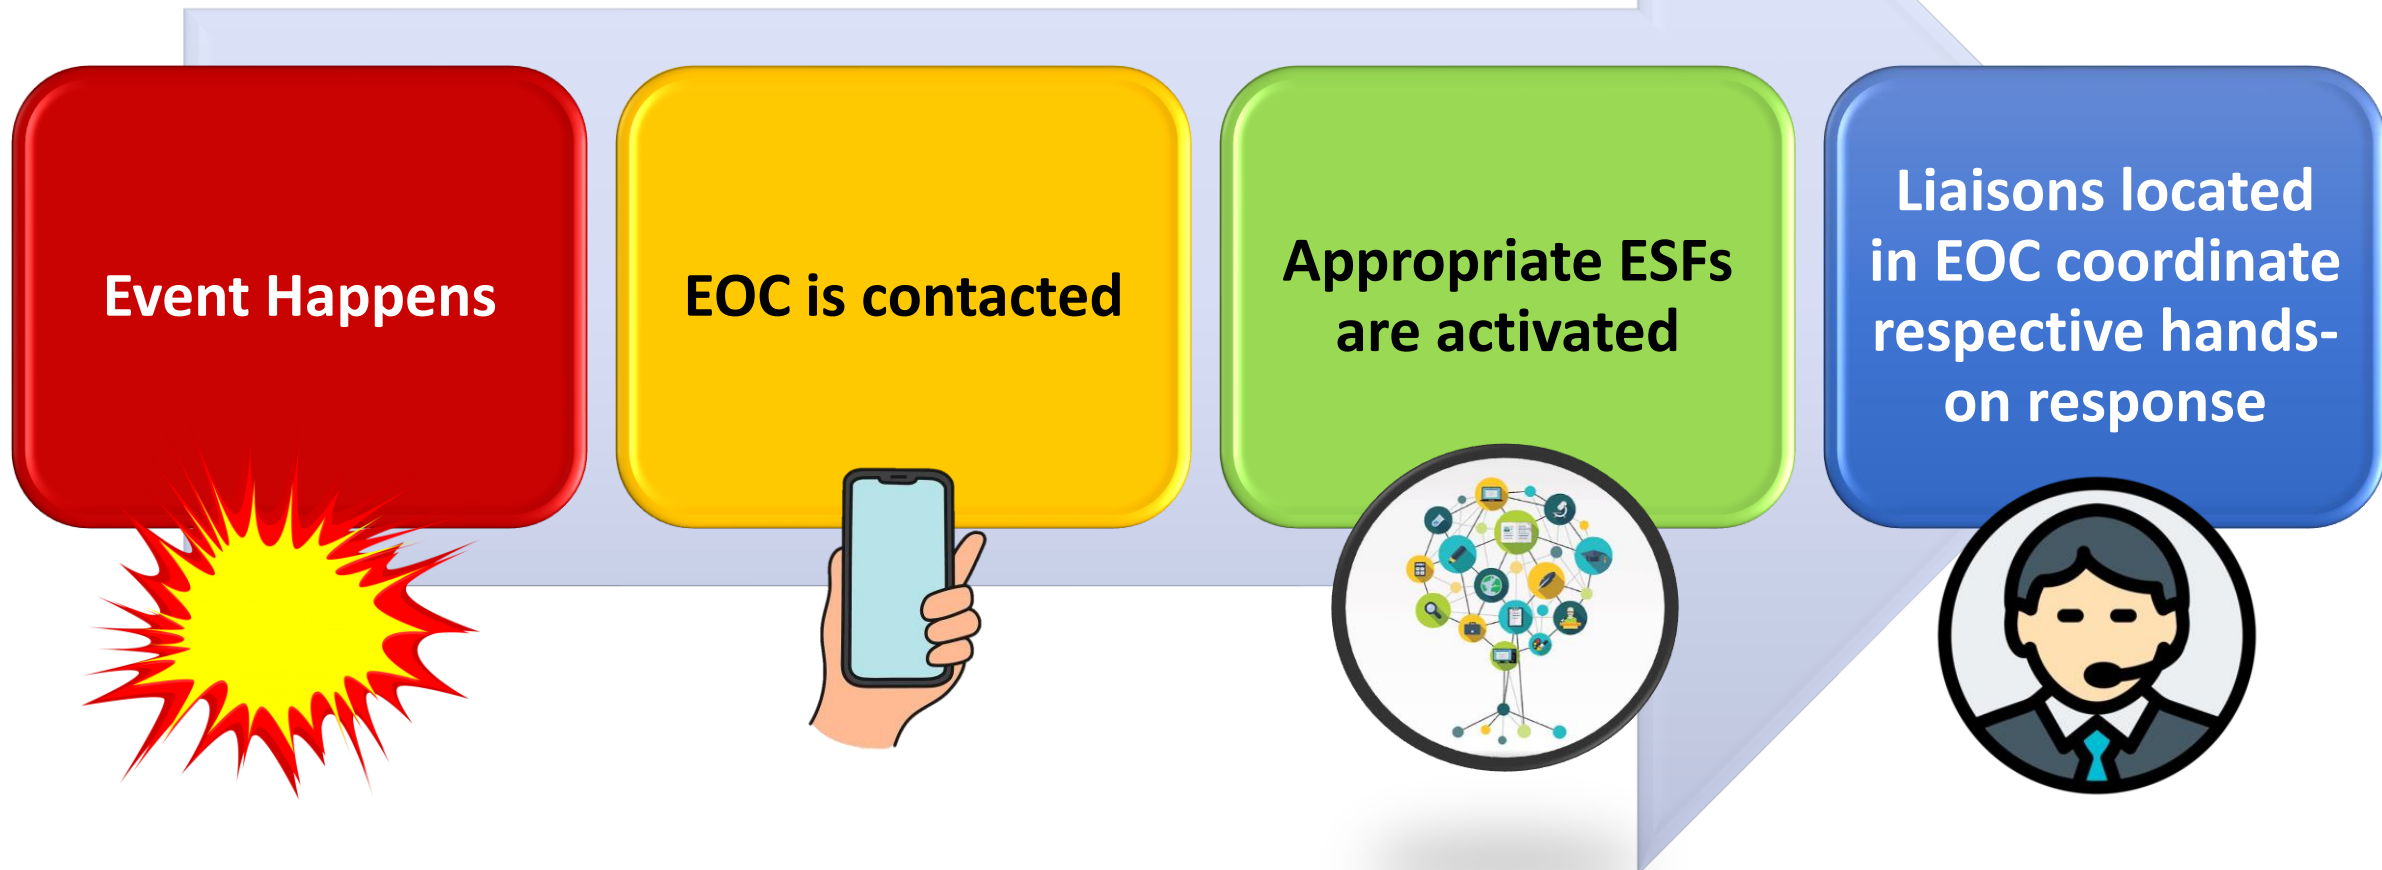 Event Happens
EOC is contacted
Appropriate ESFs
are activated
Liaisons located
in EOC coordinate
respective hands-
on response